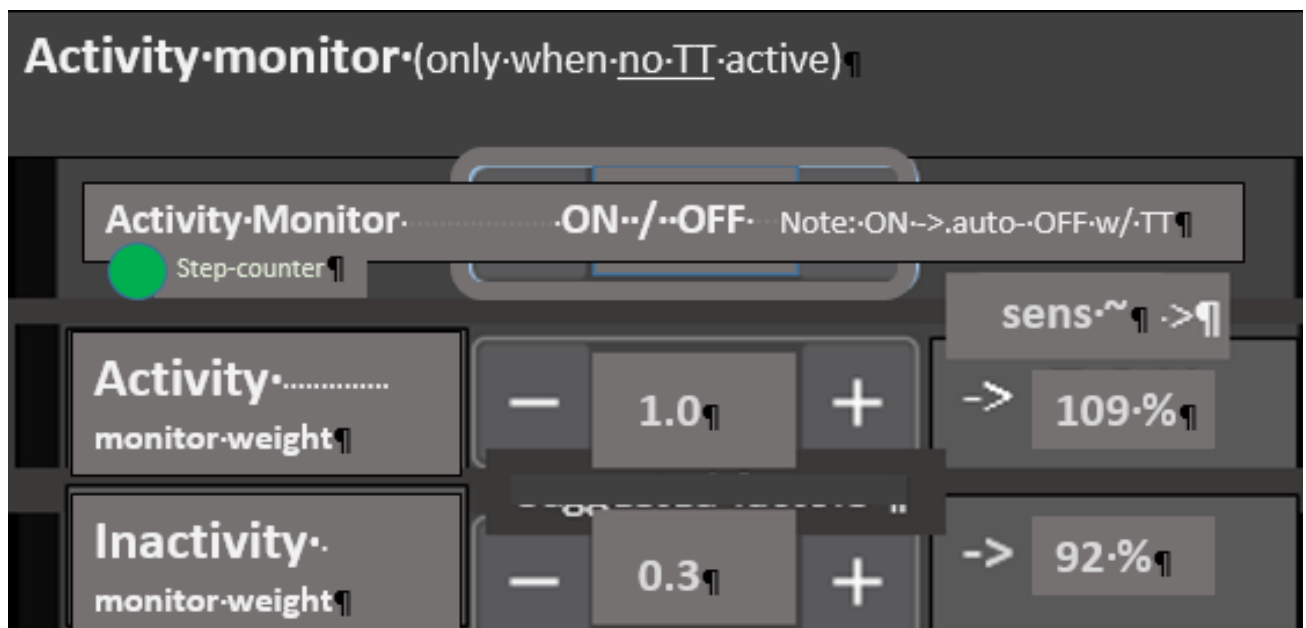 Activity·monitor·(only·when·no·TT·active)¶
Activity·Monitor· ·ON··/··OFF· Note:·ON·->.auto-·OFF·w/·TT¶
Step-counter¶
sens·~¶ ·>¶
Activity· − 1.0¶ + -> 109·%¶
monitor·weight¶
Inactivity· − 0.3¶ + -> 92·%¶
monitor·weight¶